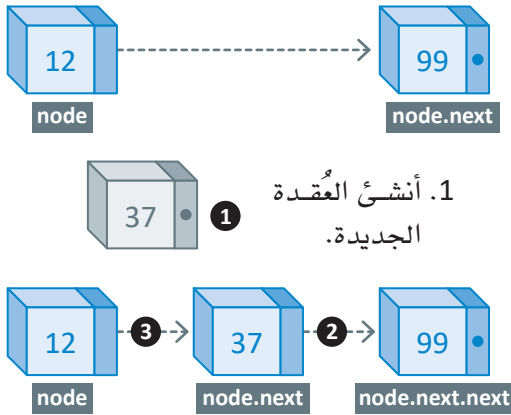 12
99
node
node.next
1. أنشئ العُقدة
الجديدة.
37
1
12
3
37
2
99
node
node.next
node.next.next